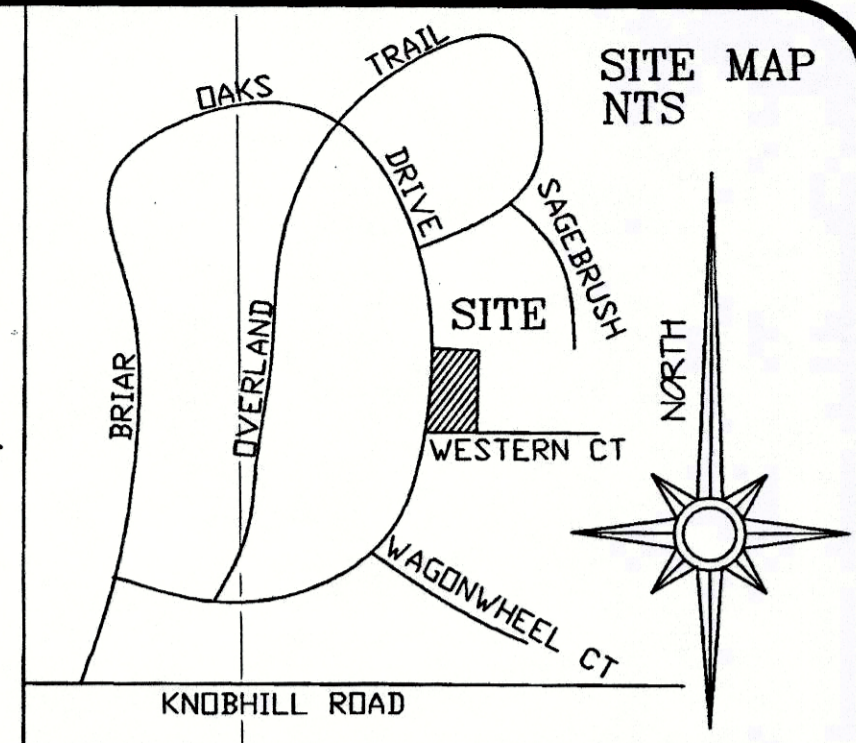 SITE MAP
NTS
TRAIL
OAKS
DRIVE
SAGEBRUSH
SITE
OVERLAND
BRIAR
NORTH
WESTERN CT
WAGONWHEEL CT
KNOBHILL ROAD